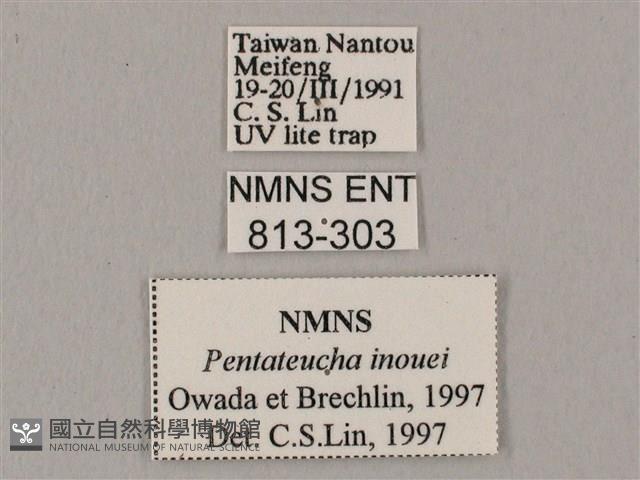 Taiwan Nantou
Meifeng
19-20/III/1991
C. S. Lin
UV lite trap
NMNS ENT
813-303
NMNS
Pentateucha inouei
Owada et Brechlin, 1997
Det. C.S.Lin, 1997
國立自然科學博物館
NATIONAL MUSEUM OF NATURAL SCIENCE